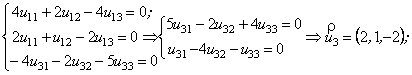 4u₁₁ + 2u₁₂ − 4u₁₃ = 0;
2u₁₁ + u₁₂ − 2u₁₃ = 0 ⇒ { 5u₃₁ − 2u₃₂ + 4u₃₃ = 0; u₃₁ − 4u₃₂ − u₃₃ = 0 ⇒ u₃ = (2, 1, −2);
−4u₃₁ − 2u₃₂ − 5u₃₃ = 0